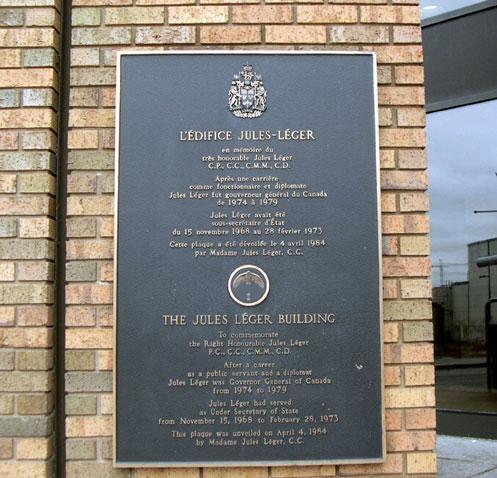 L'ÉDIFICE JULES-LÉGER
en mémoire du
très honorable Jules Léger
C.P., C.C., C.M.M., C.D.
Après une carrière
comme fonctionnaire et diplomate
Jules Léger fut gouverneur général du Canada
de 1974 à 1979
Jules Léger avait été
sous-secrétaire d'État
du 15 novembre 1968 au 28 février 1973
Cette plaque a été dévoilée le 4 avril 1984
par Madame Jules Léger, C.C.
THE JULES LÉGER BUILDING
To commemorate
the Right Honourable Jules Léger
P.C., C.C., C.M.M., C.D.
After a career
as a public servant and a diplomat
Jules Léger was Governor General of Canada
from 1974 to 1979
Jules Léger had served
as Under Secretary of State
from November 15, 1968 to February 28, 1973
This plaque was unveiled on April 4, 1984
by Madame Jules Léger, C.C.